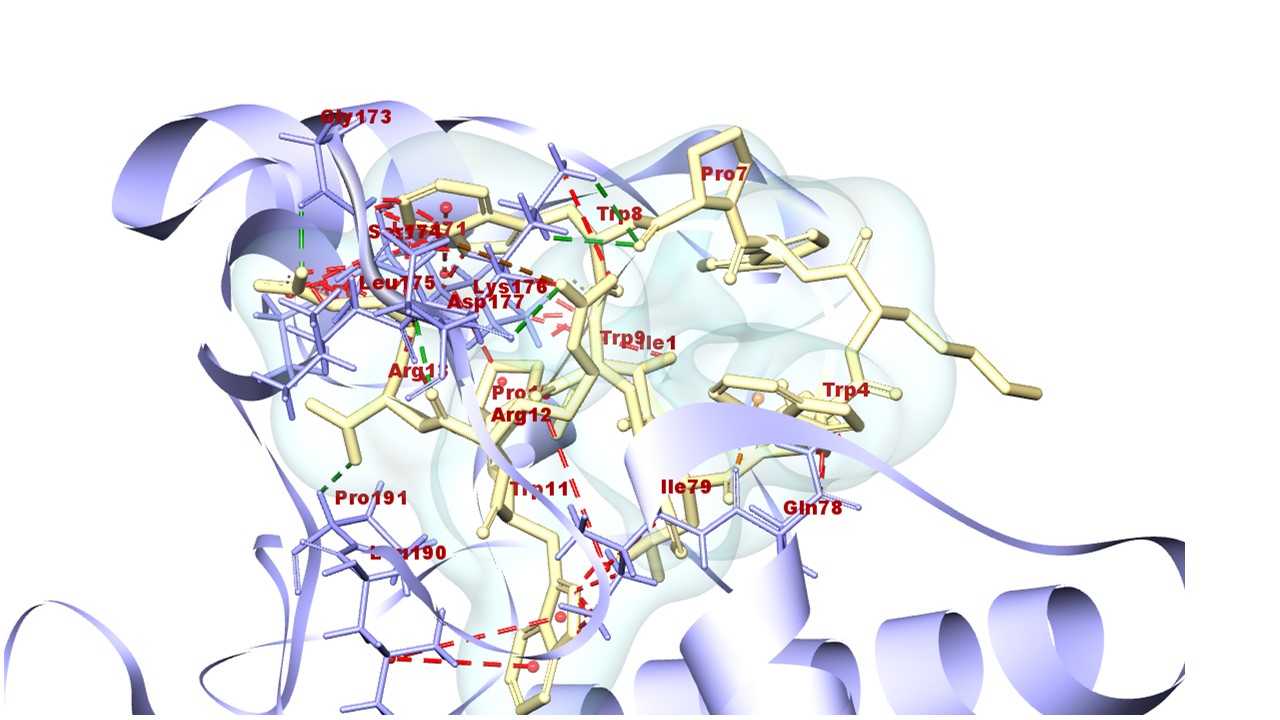 Gly173
Pro7
Trp8
Leu175
Lys176
Asp177
Trp9
Ile1
Trp4
Arg12
Ile79
Trp11
Pro191
Gln78